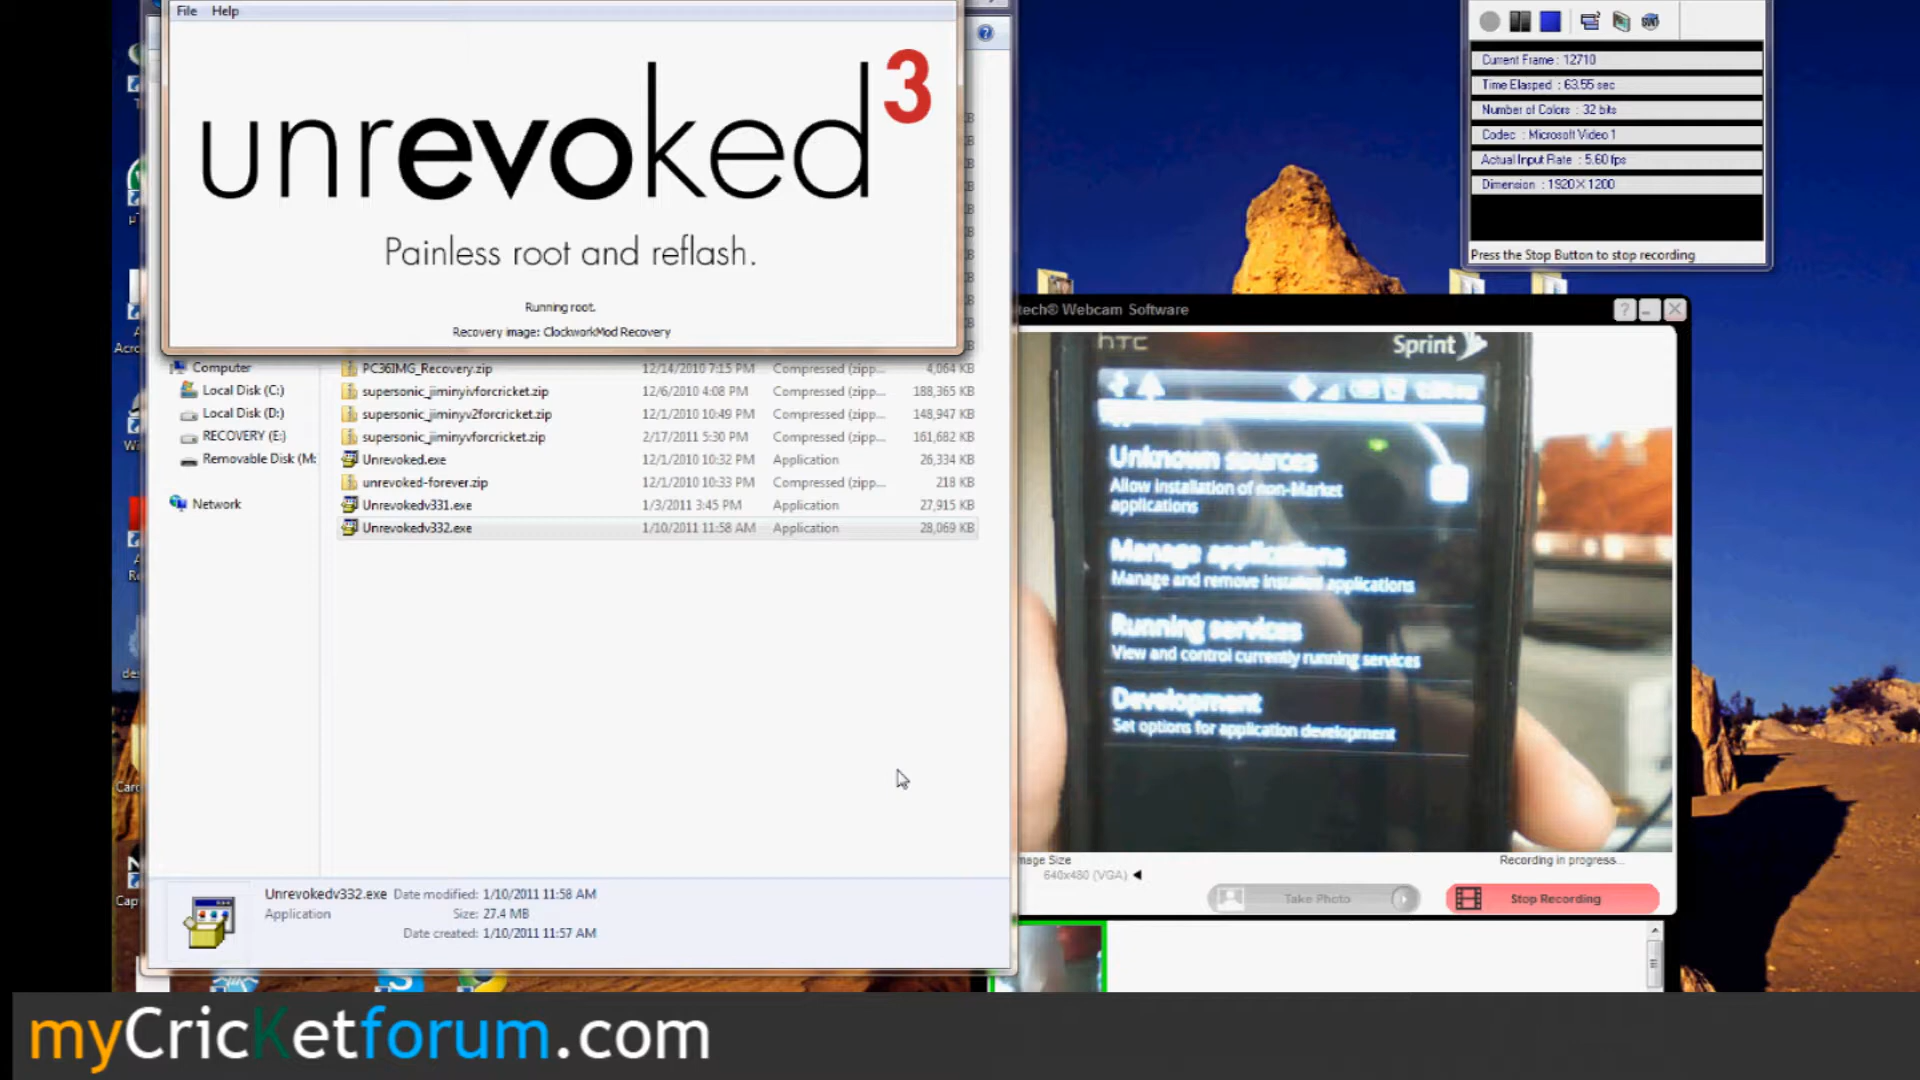 File Help
unrevoked3
Painless root and reflash.
Running root.
Recovery image: ClockworkMod Recovery
Current Frame : 12710
Time Elasped : 63.55 sec
Number of Colors : 32 bits
Codec : Microsoft Video 1
Actual Input Rate : 5.60 fps
Dimension : 1920X1200
Press the Stop Button to stop recording
Computer
Local Disk (C:)
Local Disk (D:)
RECOVERY (E:)
Removable Disk (M:
Network
PC36IMG_Recovery.zip 12/14/2010 7:15 PM Compressed (zipp... 4,064 KB
supersonic_jiminyivforcricket.zip 12/6/2010 4:08 PM Compressed (zipp... 188,365 KB
supersonic_jiminyv2forcricket.zip 12/1/2010 10:49 PM Compressed (zipp... 148,947 KB
supersonic_jiminyvforcricket.zip 2/17/2011 5:30 PM Compressed (zipp... 161,682 KB
Unrevoked.exe 12/1/2010 10:32 PM Application 26,334 KB
unrevoked-forever.zip 12/1/2010 10:33 PM Compressed (zipp... 218 KB
Unrevokedv331.exe 1/3/2011 3:45 PM Application 27,915 KB
Unrevokedv332.exe 1/10/2011 11:58 AM Application 28,069 KB
tech® Webcam Software
hTC Sprint
Unknown sources
Allow installation of non-Market
applications
Manage applications
Manage and remove installed applications
Running services
View and control currently running services
Development
Set options for application development
mage Size
640x480 (VGA)
Recording in progress...
Take Photo
Stop Recording
Unrevokedv332.exe Date modified: 1/10/2011 11:58 AM
Application Size: 27.4 MB
Date created: 1/10/2011 11:57 AM
myCricKetforum.com